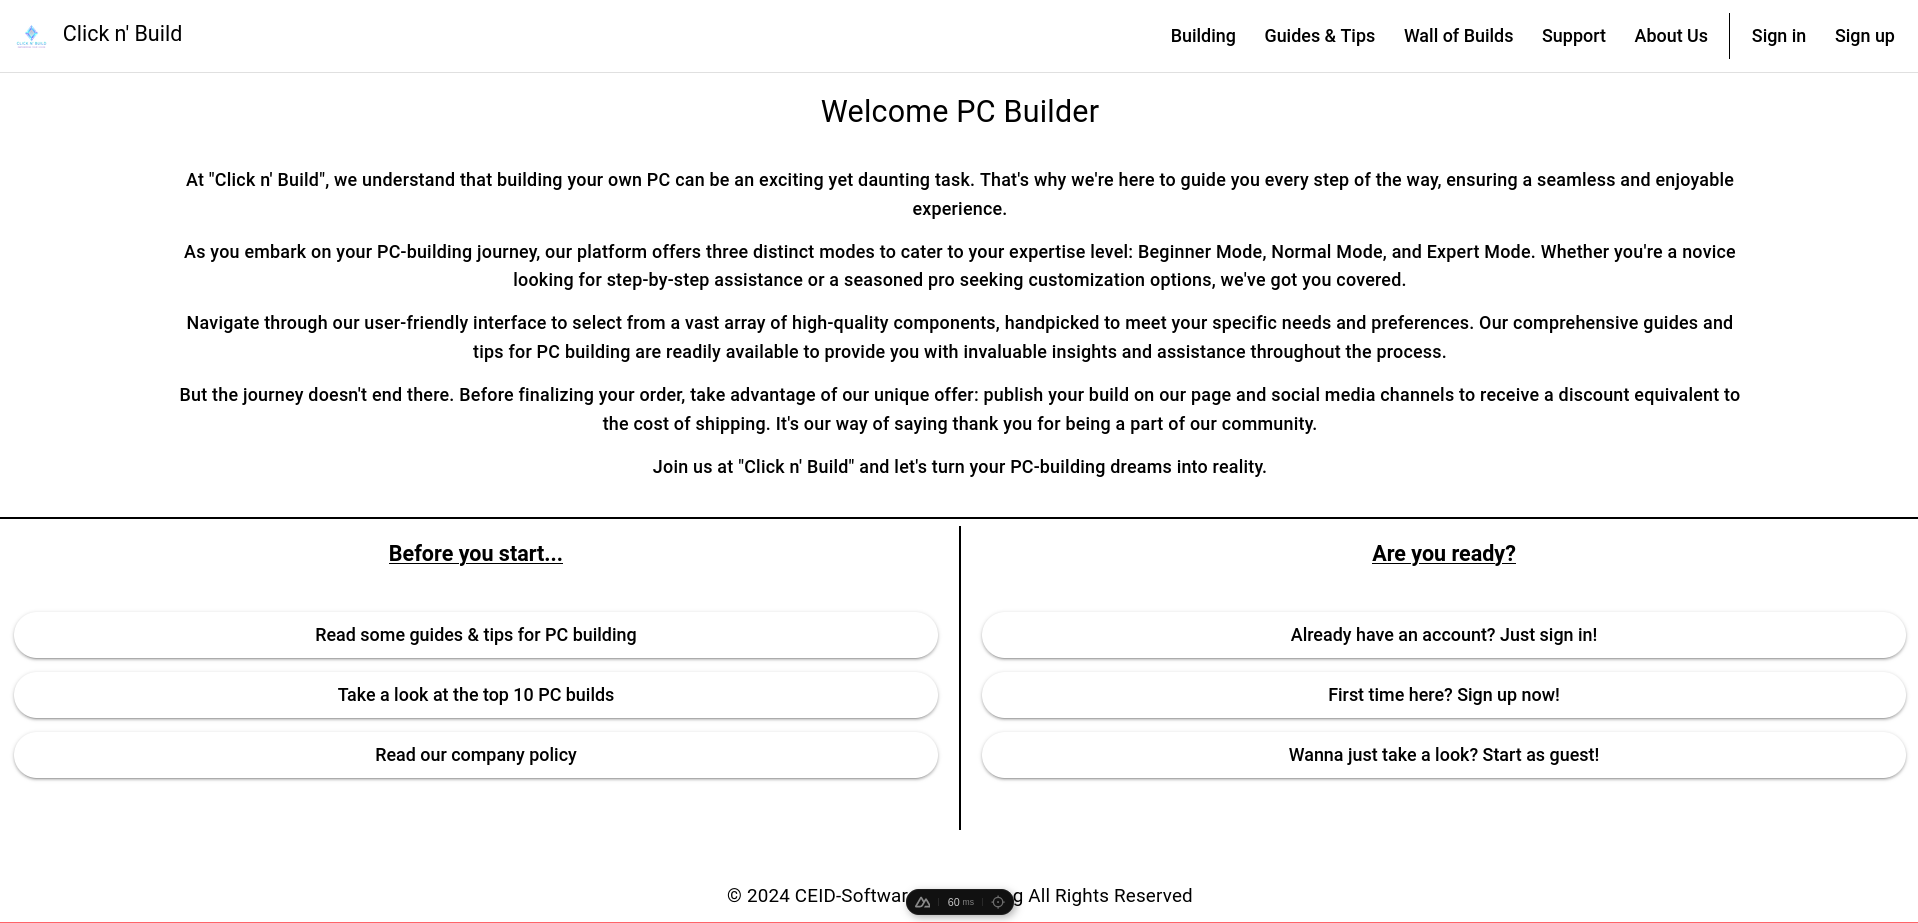 Click n' Build
Building
Guides & Tips
Wall of Builds
Support
About Us
Sign in
Sign up
Welcome PC Builder
At "Click n' Build", we understand that building your own PC can be an exciting yet daunting task. That's why we're here to guide you every step of the way, ensuring a seamless and enjoyable
experience.
As you embark on your PC-building journey, our platform offers three distinct modes to cater to your expertise level: Beginner Mode, Normal Mode, and Expert Mode. Whether you're a novice
looking for step-by-step assistance or a seasoned pro seeking customization options, we've got you covered.
Navigate through our user-friendly interface to select from a vast array of high-quality components, handpicked to meet your specific needs and preferences. Our comprehensive guides and
tips for PC building are readily available to provide you with invaluable insights and assistance throughout the process.
But the journey doesn't end there. Before finalizing your order, take advantage of our unique offer: publish your build on our page and social media channels to receive a discount equivalent to
the cost of shipping. It's our way of saying thank you for being a part of our community.
Join us at "Click n' Build" and let's turn your PC-building dreams into reality.
Before you start...
Read some guides & tips for PC building
Take a look at the top 10 PC builds
Read our company policy
Are you ready?
Already have an account? Just sign in!
First time here? Sign up now!
Wanna just take a look? Start as guest!
© 2024 All Rights Reserved
60 ms